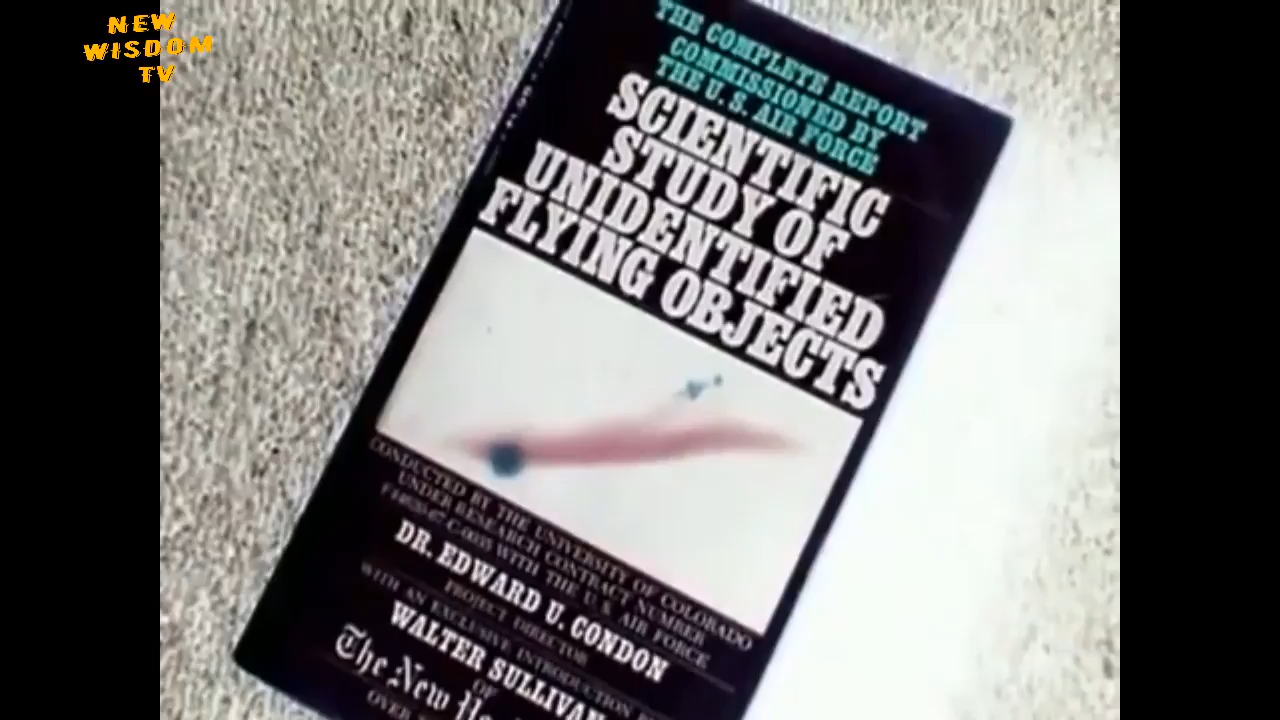 NEW
WISDOM
TV
THE COMPLETE REPORT
COMMISSIONED BY
THE U. S. AIR FORCE
SCIENTIFIC
STUDY OF
UNIDENTIFIED
FLYING OBJECTS
CONDUCTED BY THE UNIVERSITY OF COLORADO
UNDER RESEARCH CONTRACT NUMBER
WITH THE U. S. AIR FORCE
DR. EDWARD U. CONDON
PROJECT DIRECTOR
WITH AN EXCLUSIVE INTRODUCTION
WALTER SULLIVAN
OF
The New
OVER